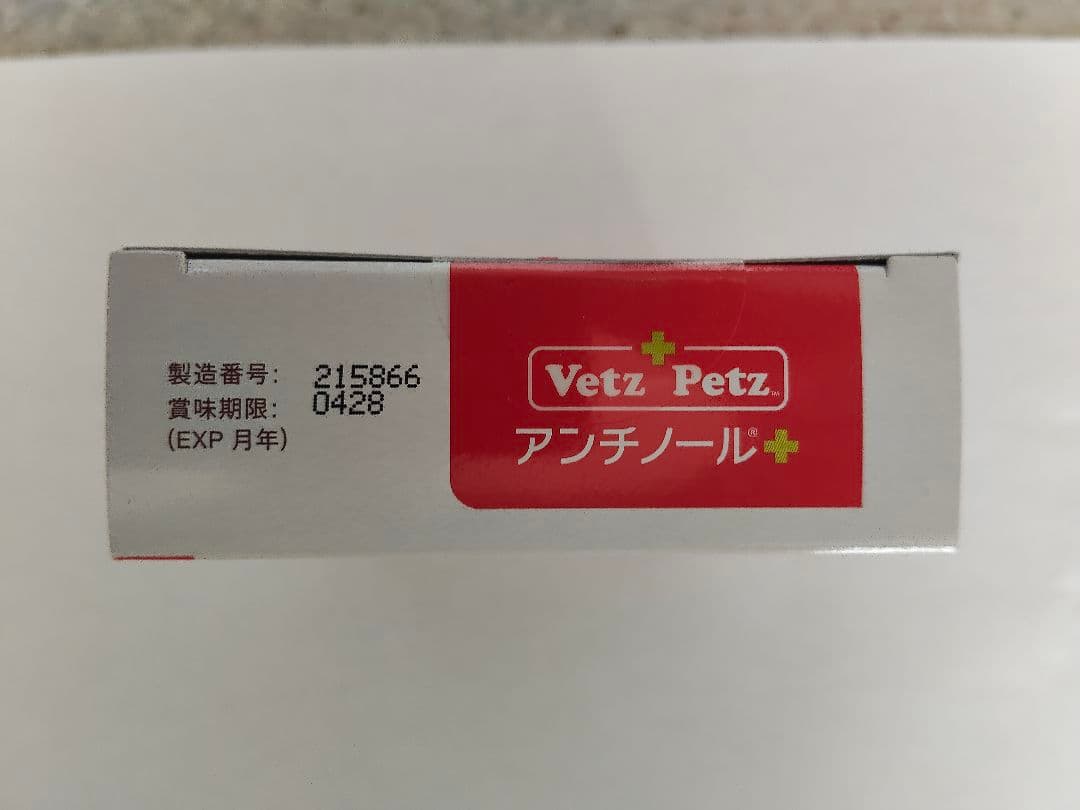 製造番号: 215866
賞味期限: 0428
(EXP 月年)
Vetz Petz™
アンチノール®